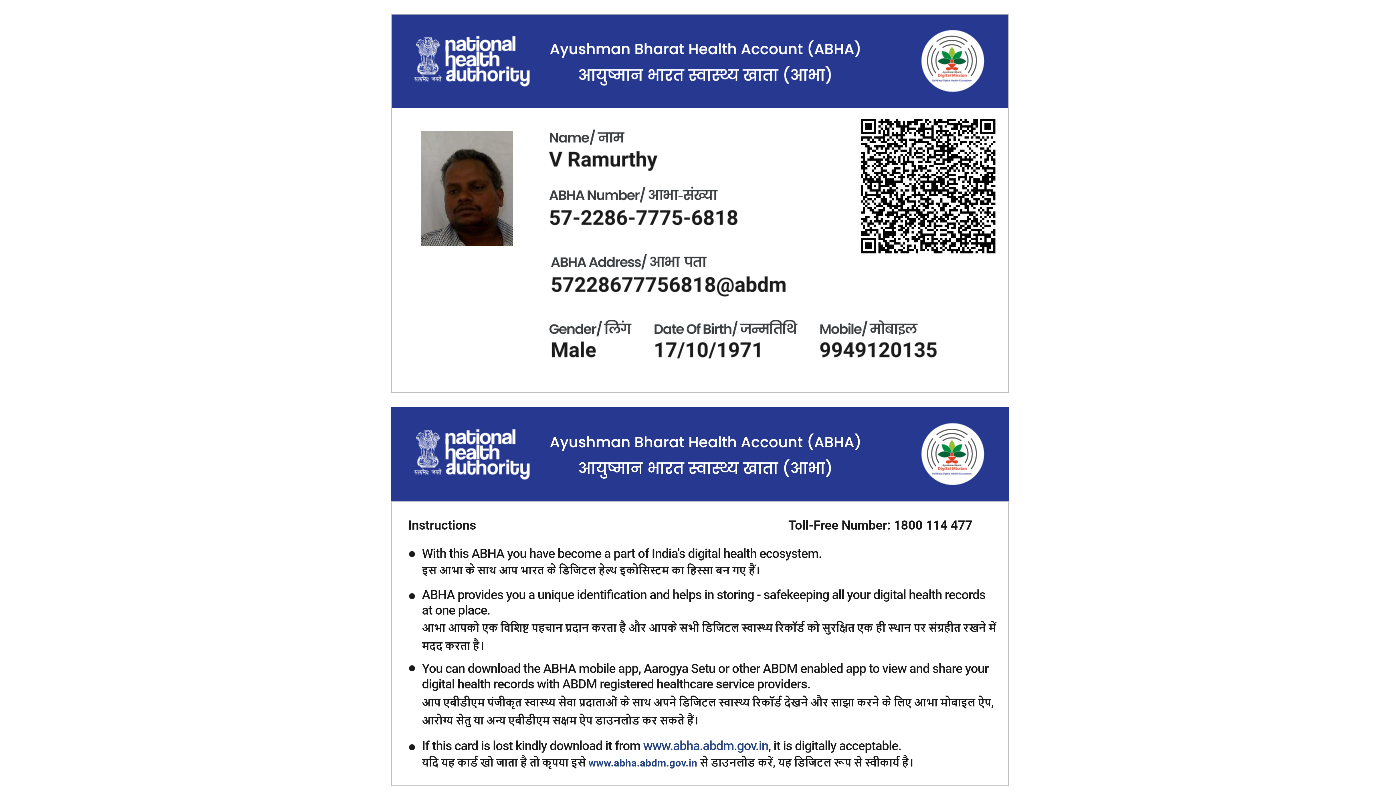 national
health
authority
सत्यमेव जयते
Ayushman Bharat Health Account (ABHA)
आयुष्मान भारत स्वास्थ्य खाता (आभा)
Digital Mission
Name/ नाम
V Ramurthy
ABHA Number/ आभा-संख्या
57-2286-7775-6818
ABHA Address/ आभा पता
57228677756818@abdm
Gender/ लिंग Date Of Birth/ जन्मतिथि Mobile/ मोबाइल
Male 17/10/1971 9949120135
national
health
authority
सत्यमेव जयते
Ayushman Bharat Health Account (ABHA)
आयुष्मान भारत स्वास्थ्य खाता (आभा)
Digital Mission
Instructions Toll-Free Number: 1800 114 477
• With this ABHA you have become a part of India's digital health ecosystem.
इस आभा के साथ आप भारत के डिजिटल हेल्थ इकोसिस्टम का हिस्सा बन गए हैं।
• ABHA provides you a unique identification and helps in storing - safekeeping all your digital health records
at one place.
आभा आपको एक विशिष्ट पहचान प्रदान करता है और आपके सभी डिजिटल स्वास्थ्य रिकॉर्ड को सुरक्षित एक ही स्थान पर संग्रहीत रखने में
मदद करता है।
• You can download the ABHA mobile app, Aarogya Setu or other ABDM enabled app to view and share your
digital health records with ABDM registered healthcare service providers.
आप एबीडीएम पंजीकृत स्वास्थ्य सेवा प्रदाताओं के साथ अपने डिजिटल स्वास्थ्य रिकॉर्ड देखने और साझा करने के लिए आभा मोबाइल ऐप,
आरोग्य सेतु या अन्य एबीडीएम सक्षम ऐप डाउनलोड कर सकते हैं।
• If this card is lost kindly download it from www.abha.abdm.gov.in, it is digitally acceptable.
यदि यह कार्ड खो जाता है तो कृपया इसे www.abha.abdm.gov.in से डाउनलोड करें, यह डिजिटल रूप से स्वीकार्य है।